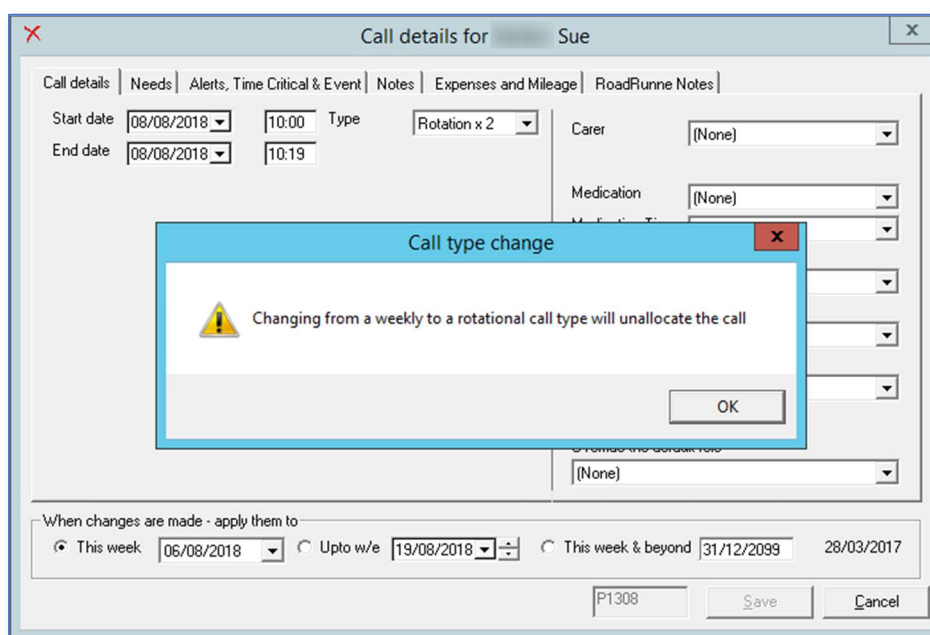 Call details for Sue
Call details Needs Alerts, Time Critical & Event Notes Expenses and Mileage RoadRunne Notes
Start date 08/08/2018 10:00 Type Rotation x 2
End date 08/08/2018 10:19
Carer (None)
Medication (None)
Call type change
Changing from a weekly to a rotational call type will unallocate the call
OK
(None)
When changes are made - apply them to
This week 06/08/2018 Upto w/e 19/08/2018 This week & beyond 31/12/2099 28/03/2017
P1308 Save Cancel